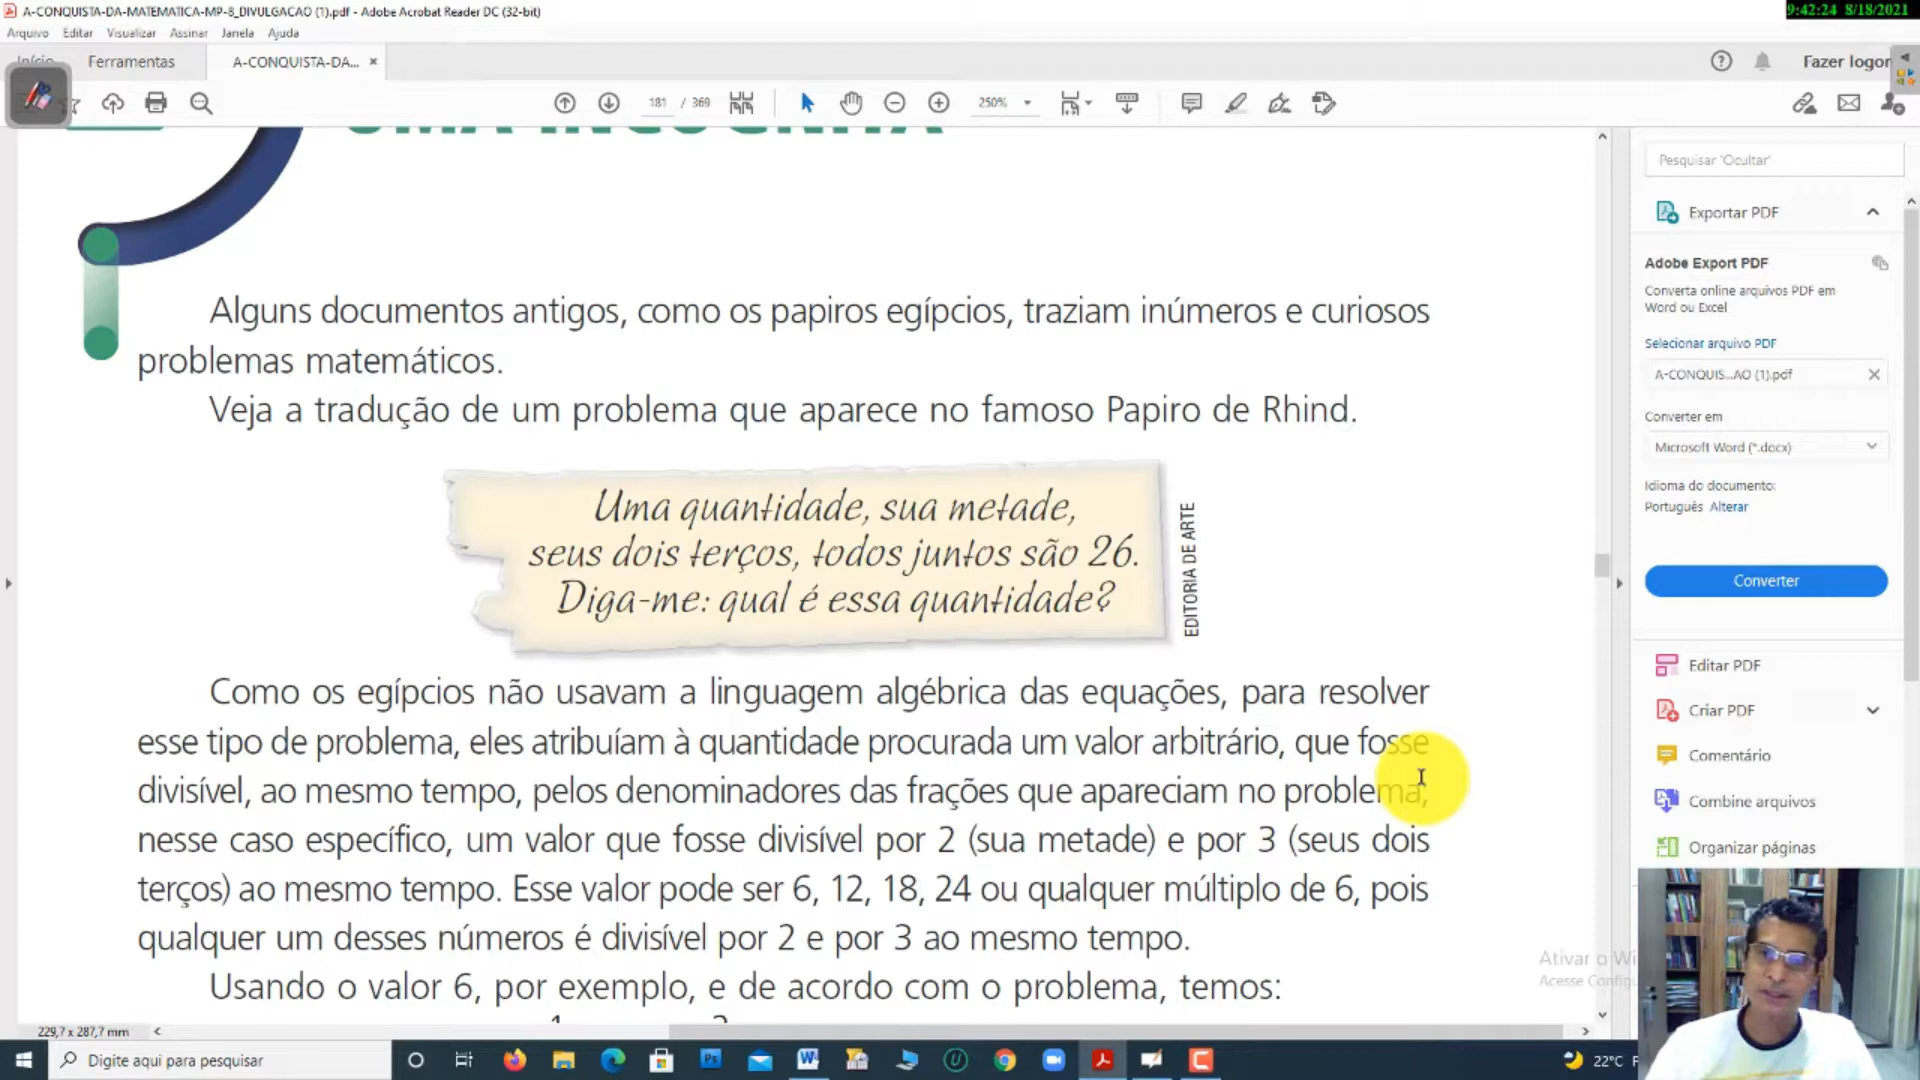 A-CONQUISTA-DA-MATEMATICA-MP-8_DIVULGACAO (1).pdf - Adobe Acrobat Reader DC (32-bit)
9:42:24 8/18/2021
Arquivo Editar Visualizar Assinar Janela Ajuda
Início Ferramentas A-CONQUISTA-DA... × Fazer logor
181 / 369 250%
UMA INCÓGNITA
Alguns documentos antigos, como os papiros egípcios, traziam inúmeros e curiosos
problemas matemáticos.
Veja a tradução de um problema que aparece no famoso Papiro de Rhind.
Uma quantidade, sua metade,
seus dois terços, todos juntos são 26.
Diga-me: qual é essa quantidade?
EDITORIA DE ARTE
Como os egípcios não usavam a linguagem algébrica das equações, para resolver
esse tipo de problema, eles atribuíam à quantidade procurada um valor arbitrário, que fosse
divisível, ao mesmo tempo, pelos denominadores das frações que apareciam no problema,
nesse caso específico, um valor que fosse divisível por 2 (sua metade) e por 3 (seus dois
terços) ao mesmo tempo. Esse valor pode ser 6, 12, 18, 24 ou qualquer múltiplo de 6, pois
qualquer um desses números é divisível por 2 e por 3 ao mesmo tempo.
Usando o valor 6, por exemplo, e de acordo com o problema, temos:
1 2
229,7 x 287,7 mm
Pesquisar 'Ocultar'
Exportar PDF
Adobe Export PDF
Converta online arquivos PDF em
Word ou Excel
Selecionar arquivo PDF
A-CONQUIS...AO (1).pdf
Converter em
Microsoft Word (*.docx)
Idioma do documento:
Português Alterar
Converter
Editar PDF
Criar PDF
Comentário
Combine arquivos
Organizar páginas
Ativar o Wi
Acesse Configu
Digite aqui para pesquisar
22°C